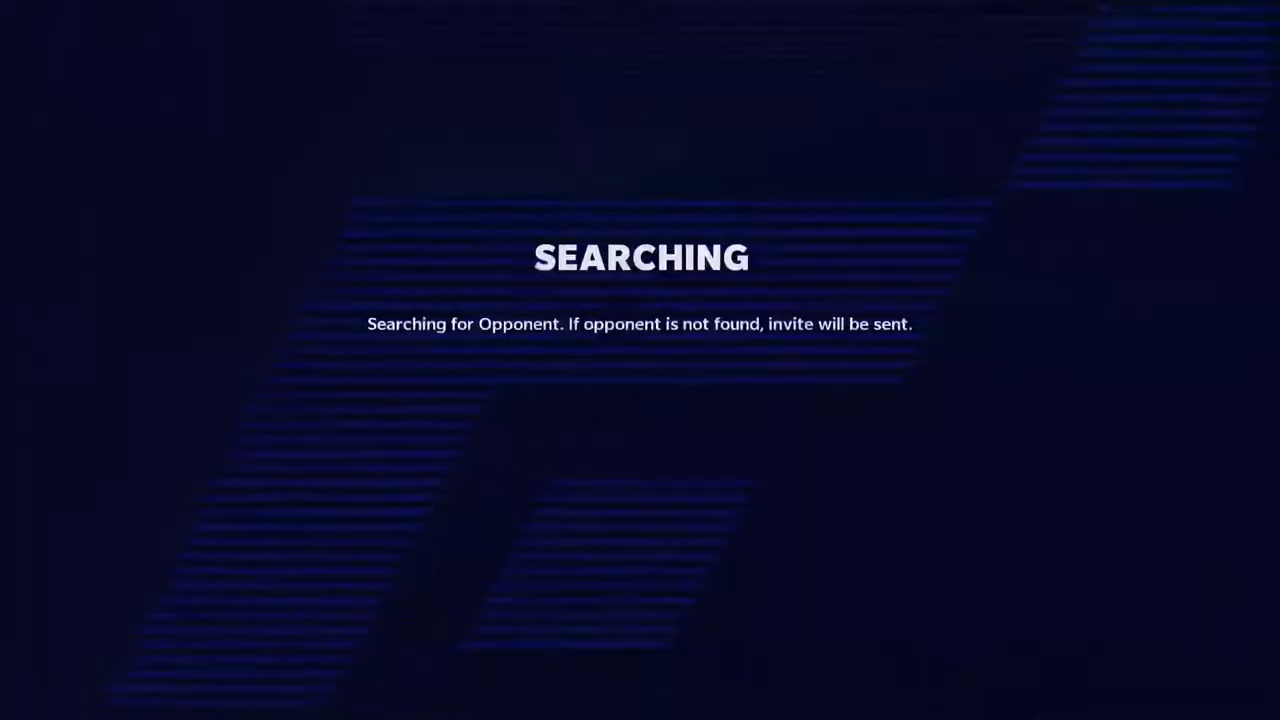 SEARCHING
Searching for Opponent. If opponent is not found, invite will be sent.